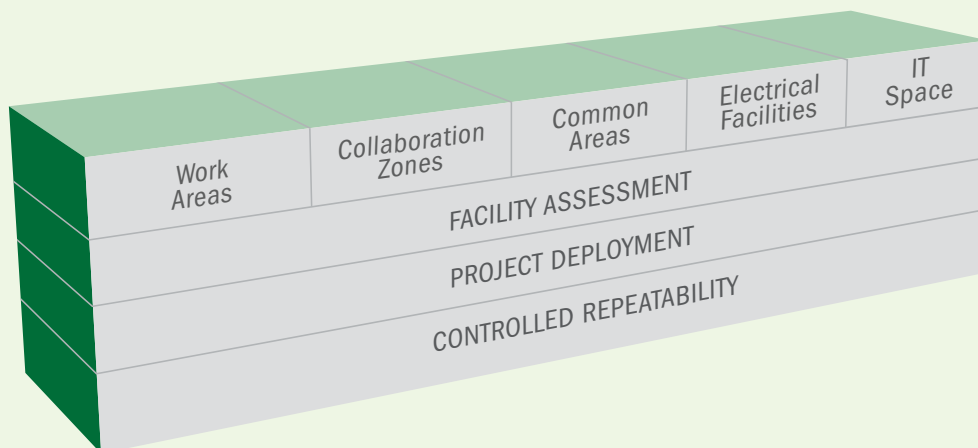 Work
Areas
Collaboration
Zones
Common
Areas
Electrical
Facilities
IT
Space
FACILITY ASSESSMENT
PROJECT DEPLOYMENT
CONTROLLED REPEATABILITY